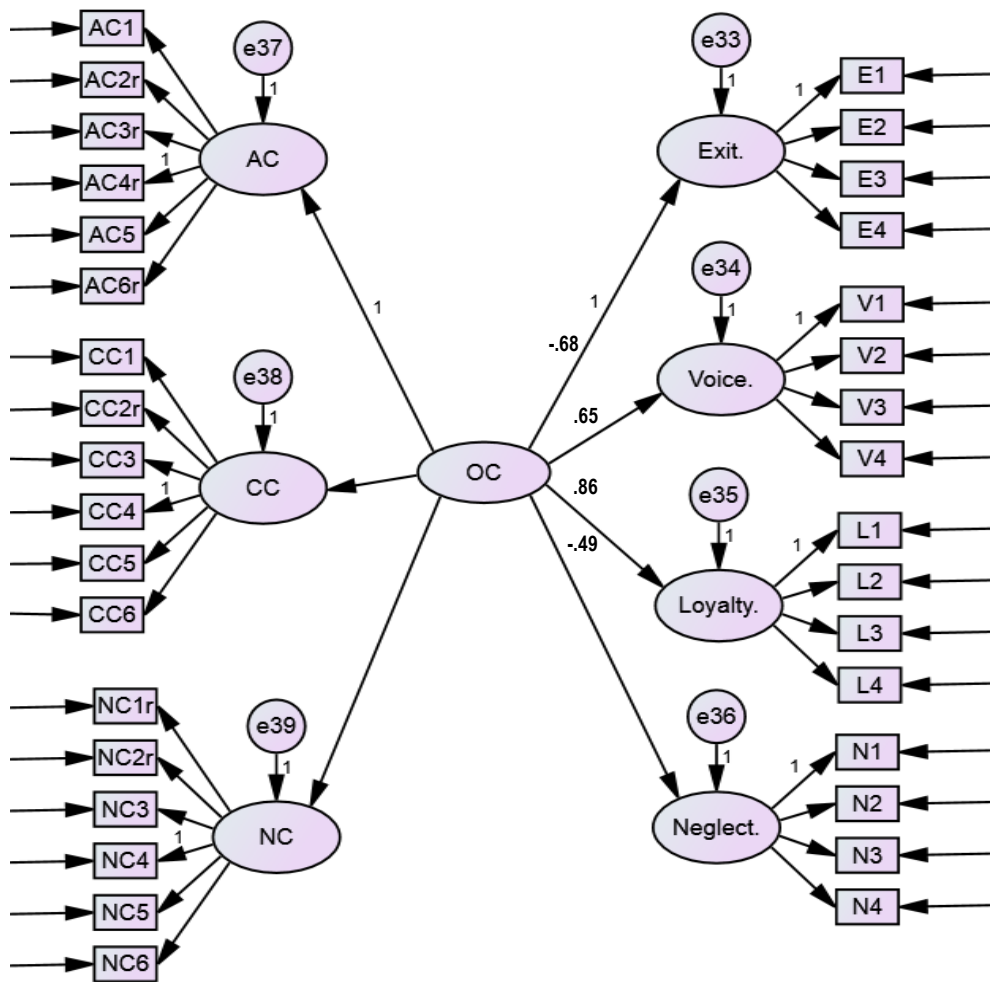 AC1
AC2r
AC3r
AC4r
AC5
AC6r
1
e37
1
AC
1
CC1
CC2r
CC3
CC4
CC5
CC6
1
e38
1
CC
NC1r
NC2r
NC3
NC4
NC5
NC6
1
e39
1
NC
OC
1
-.68
.65
.86
-.49
e33
1
Exit.
1
E1
E2
E3
E4
e34
1
Voice.
1
V1
V2
V3
V4
e35
1
Loyalty.
1
L1
L2
L3
L4
e36
1
Neglect.
1
N1
N2
N3
N4